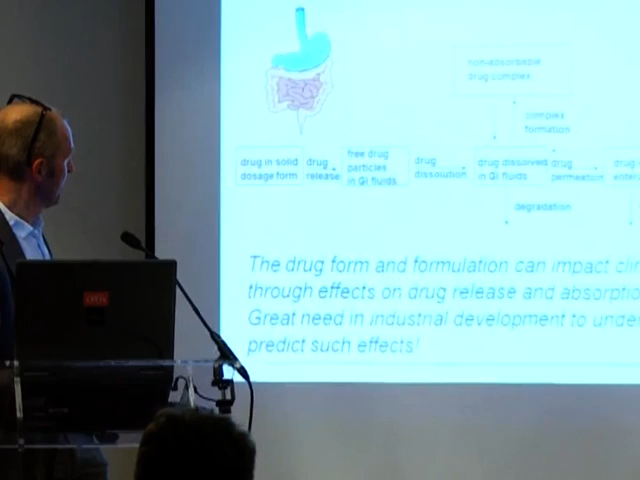 non-absorbable
drug complex
complex
formation
drug in solid
dosage form
drug
release
free drug
particles
in GI fluids
drug
dissolution
drug dissolved
in GI fluids
drug
permeation
drug
degradation
The drug form and formulation can impact
through effects on drug release and
Great need in industrial development to
predict such effects!